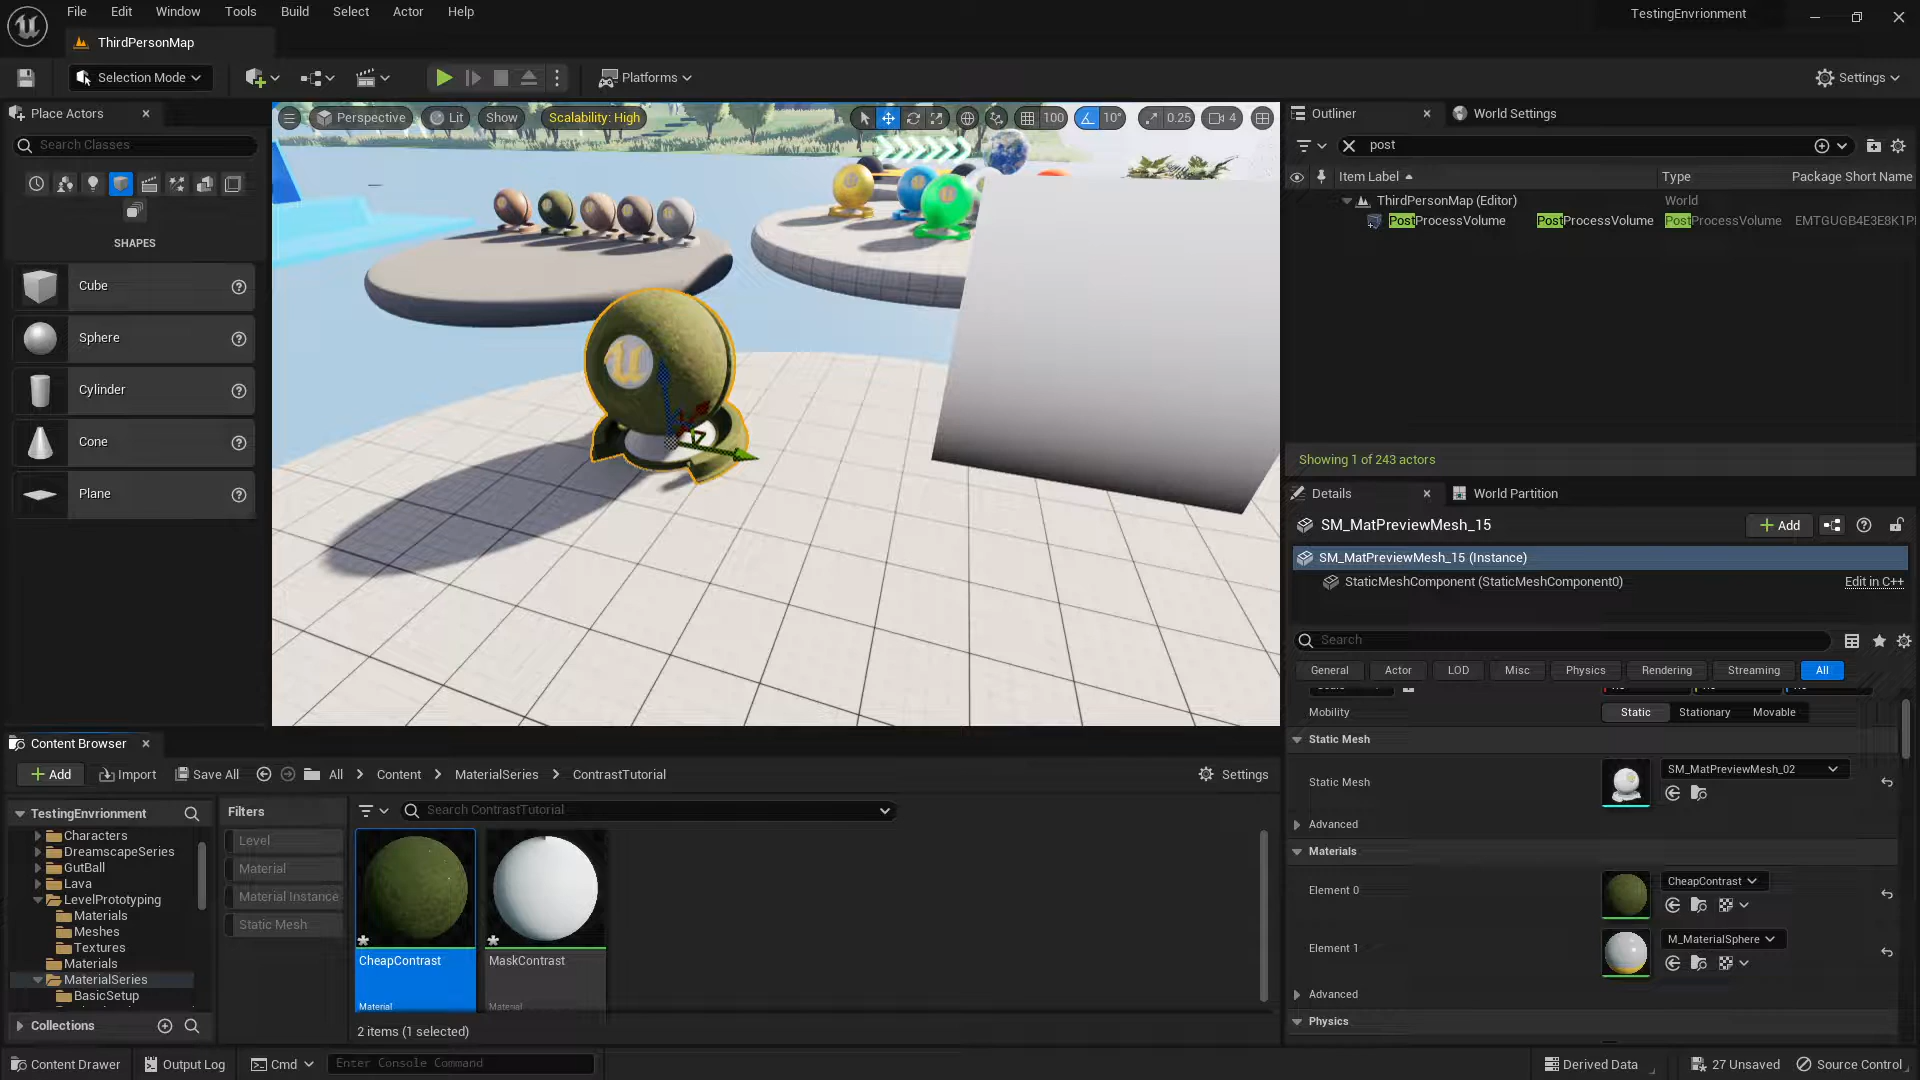 File Edit Window Tools Build Select Actor Help
TestingEnvrionment
ThirdPersonMap
Selection Mode
Platforms
Settings
Place Actors
Search Classes
SHAPES
Cube
Sphere
Cylinder
Cone
Plane
Perspective Lit Show Scalability: High
100 10° 0.25 4
Outliner
World Settings
post
Item Label Type Package Short Name
ThirdPersonMap (Editor) World
PostProcessVolume PostProcessVolume PostProcessVolume EMTGUGB4E3E8K1P
Showing 1 of 243 actors
Details
World Partition
SM_MatPreviewMesh_15
Add
SM_MatPreviewMesh_15 (Instance)
StaticMeshComponent (StaticMeshComponent0) Edit in C++
Search
General Actor LOD Misc Physics Rendering Streaming All
Mobility Static Stationary Movable
Static Mesh
Static Mesh SM_MatPreviewMesh_02
Advanced
Materials
Element 0 CheapContrast
Element 1 M_MaterialSphere
Advanced
Physics
Content Browser
Add Import Save All All Content MaterialSeries ContrastTutorial Settings
TestingEnvrionment
Characters
DreamscapeSeries
GutBall
Lava
LevelPrototyping
Materials
Meshes
Textures
Materials
MaterialSeries
BasicSetup
Collections
Filters
Level
Material
Material Instance
Static Mesh
Search ContrastTutorial
CheapContrast
Material
MaskContrast
Material
2 items (1 selected)
Content Drawer Output Log Cmd Enter Console Command Derived Data 27 Unsaved Source Control